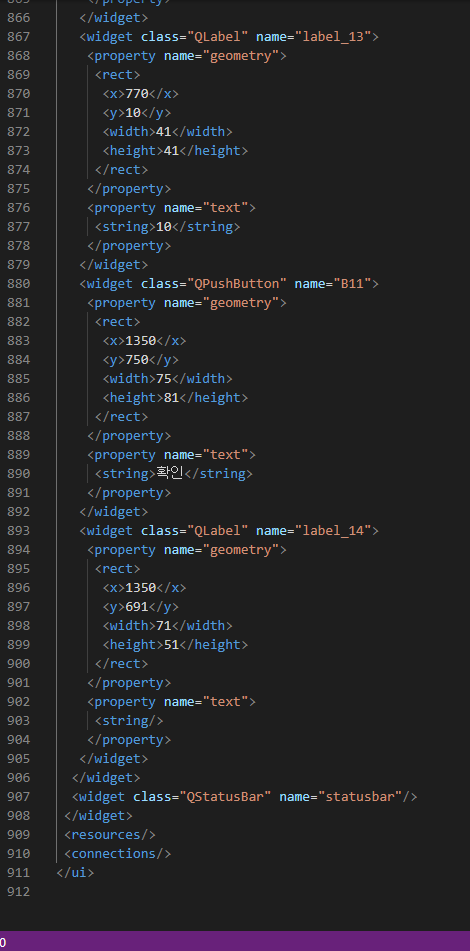 866 </widget>
867 <widget class="QLabel" name="label_13">
868 <property name="geometry">
869 <rect>
870 <x>770</x>
871 <y>10</y>
872 <width>41</width>
873 <height>41</height>
874 </rect>
875 </property>
876 <property name="text">
877 <string>10</string>
878 </property>
879 </widget>
880 <widget class="QPushButton" name="B11">
881 <property name="geometry">
882 <rect>
883 <x>1350</x>
884 <y>750</y>
885 <width>75</width>
886 <height>81</height>
887 </rect>
888 </property>
889 <property name="text">
890 <string>확인</string>
891 </property>
892 </widget>
893 <widget class="QLabel" name="label_14">
894 <property name="geometry">
895 <rect>
896 <x>1350</x>
897 <y>691</y>
898 <width>71</width>
899 <height>51</height>
900 </rect>
901 </property>
902 <property name="text">
903 <string/>
904 </property>
905 </widget>
906 </widget>
907 <widget class="QStatusBar" name="statusbar"/>
908 </widget>
909 <resources/>
910 <connections/>
911 </ui>
912
0